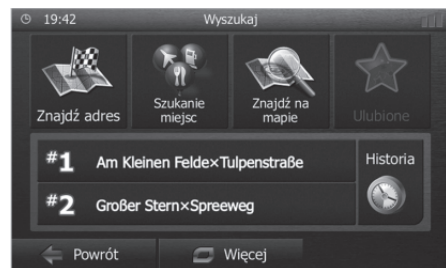 19:42 Wyszukaj
Znajdź adres
Szukanie
miejsc
Znajdź na
mapie
Ulubione
#1 Am Kleinen Felde×Tulpenstraße
#2 Großer Stern×Spreeweg
Historia
Powrót
Więcej